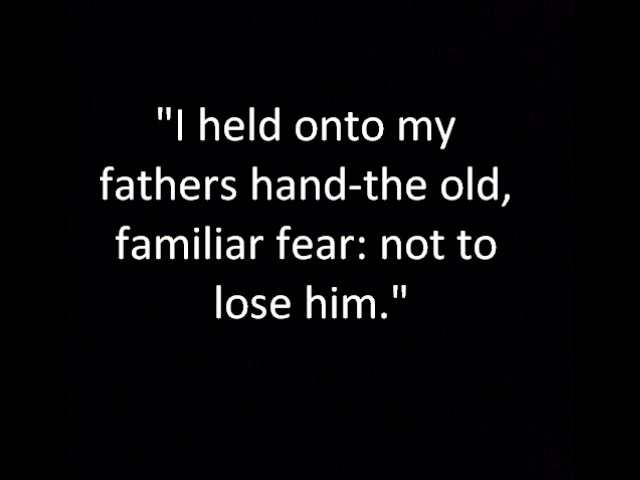 "I held onto my
fathers hand-the old,
familiar fear: not to
lose him."